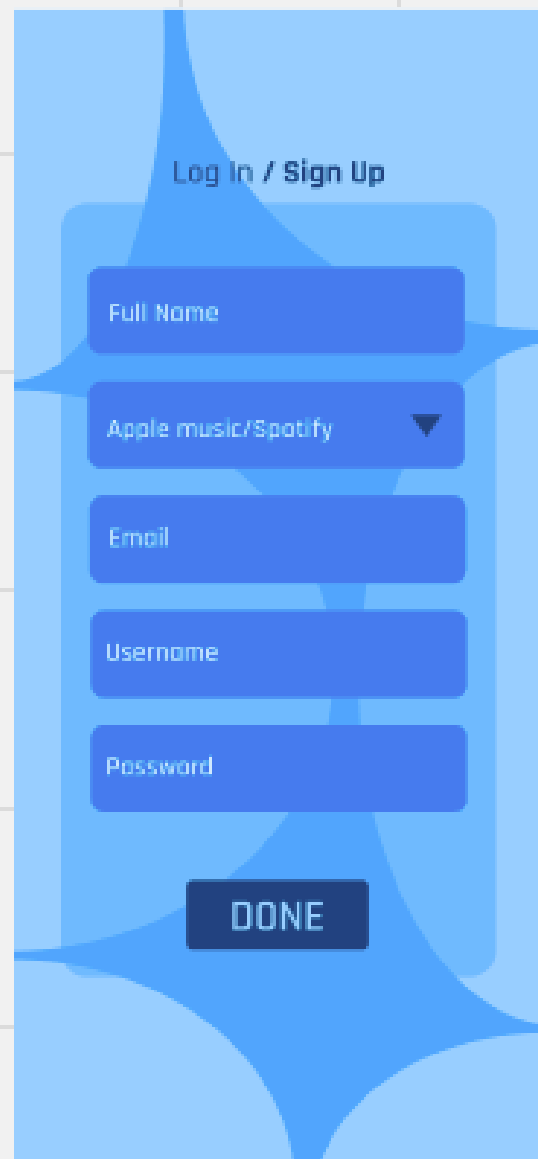 Log In / Sign Up
Full Name
Apple music/Spotify
Email
Username
Password
DONE